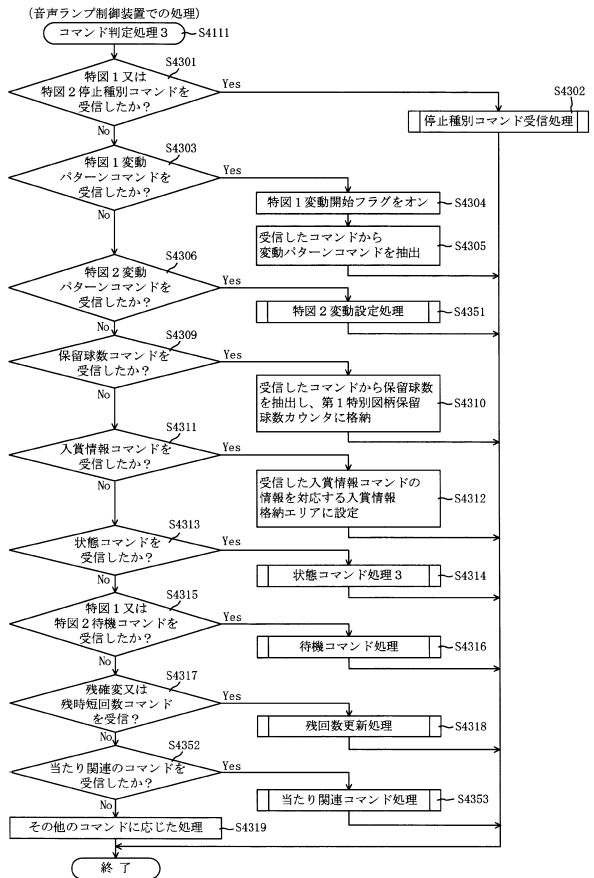 (音声ランプ制御装置での処理)
コマンド判定処理3
S4111
S4301
特図1又は
特図2停止種別コマンドを
受信したか?
Yes
No
S4302
停止種別コマンド受信処理
S4303
特図1変動
パターンコマンドを
受信したか?
Yes
No
特図1変動開始フラグをオン
S4304
受信したコマンドから
変動パターンコマンドを抽出
S4305
S4306
特図2変動
パターンコマンドを
受信したか?
Yes
No
特図2変動設定処理
S4351
S4309
保留球数コマンドを
受信したか?
Yes
No
受信したコマンドから保留球数
を抽出し、第1特別図柄保留
球数カウンタに格納
S4310
S4311
入賞情報コマンドを
受信したか?
Yes
No
受信した入賞情報コマンドの
情報を対応する入賞情報
格納エリアに設定
S4312
S4313
状態コマンドを
受信したか?
Yes
No
状態コマンド処理3
S4314
S4315
特図1又は
特図2待機コマンドを
受信したか?
Yes
No
待機コマンド処理
S4316
S4317
残確変又は
残時短回数コマンド
を受信?
Yes
No
残回数更新処理
S4318
S4352
当たり関連のコマンドを
受信したか?
Yes
No
当たり関連コマンド処理
S4353
その他のコマンドに応じた処理
S4319
終了